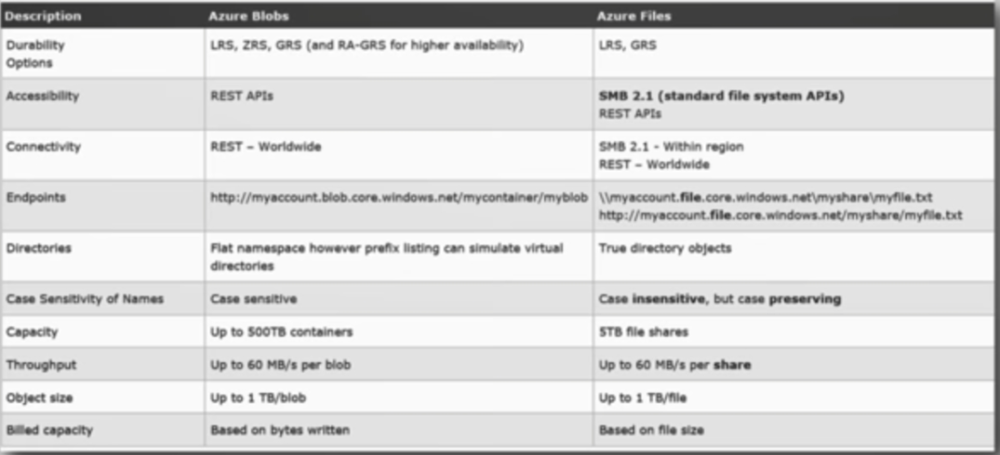 Description Azure Blobs Azure Files
Durability Options LRS, ZRS, GRS (and RA-GRS for higher availability) LRS, GRS
Accessibility REST APIs SMB 2.1 (standard file system APIs)
REST APIs
Connectivity REST – Worldwide SMB 2.1 - Within region
REST – Worldwide
Endpoints http://myaccount.blob.core.windows.net/mycontainer/myblob \\myaccount.file.core.windows.net\myshare\myfile.txt
http://myaccount.file.core.windows.net/myshare/myfile.txt
Directories Flat namespace however prefix listing can simulate virtual directories True directory objects
Case Sensitivity of Names Case sensitive Case insensitive, but case preserving
Capacity Up to 500TB containers 5TB file shares
Throughput Up to 60 MB/s per blob Up to 60 MB/s per share
Object size Up to 1 TB/blob Up to 1 TB/file
Billed capacity Based on bytes written Based on file size